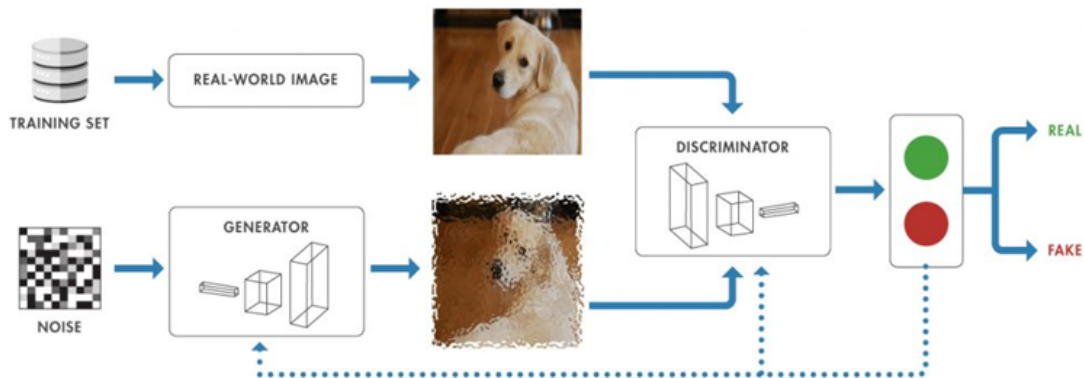 TRAINING SET
REAL-WORLD IMAGE
GENERATOR
NOISE
DISCRIMINATOR
REAL
FAKE